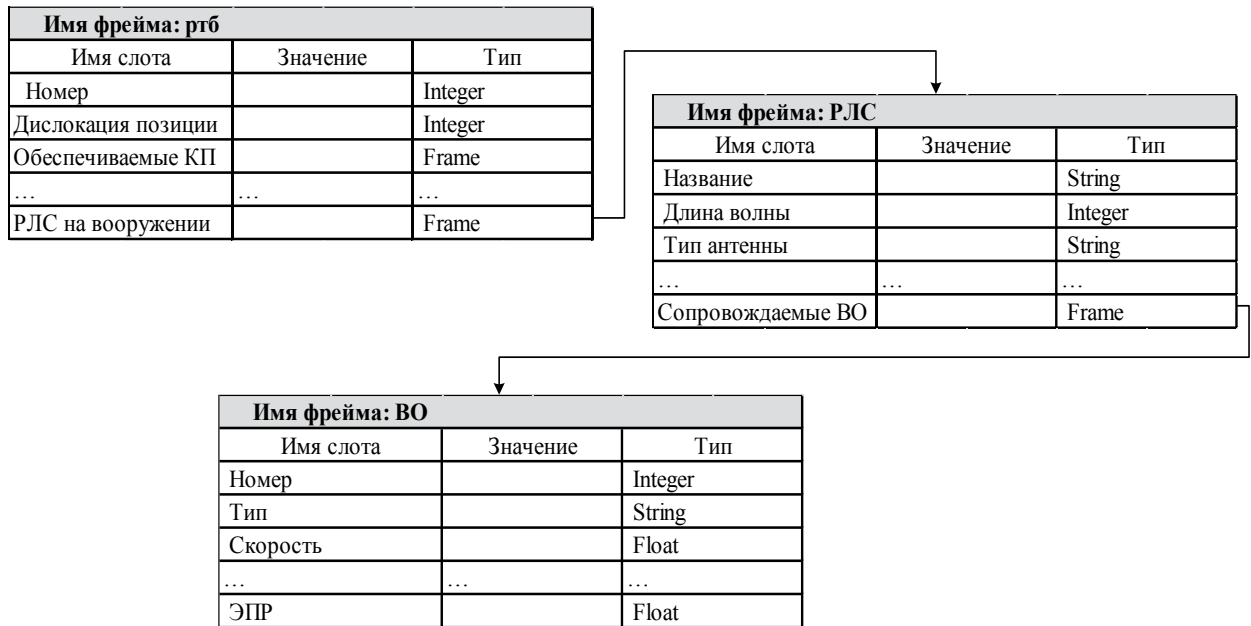 Имя фрейма: ртб
Имя слота Значение Тип
Номер Integer
Дислокация позиции Integer
Обеспечиваемые КП Frame
… … …
РЛС на вооружении Frame
Имя фрейма: РЛС
Имя слота Значение Тип
Название String
Длина волны Integer
Тип антенны String
… … …
Сопровождаемые ВО Frame
Имя фрейма: ВО
Имя слота Значение Тип
Номер Integer
Тип String
Скорость Float
… … …
ЭПР Float